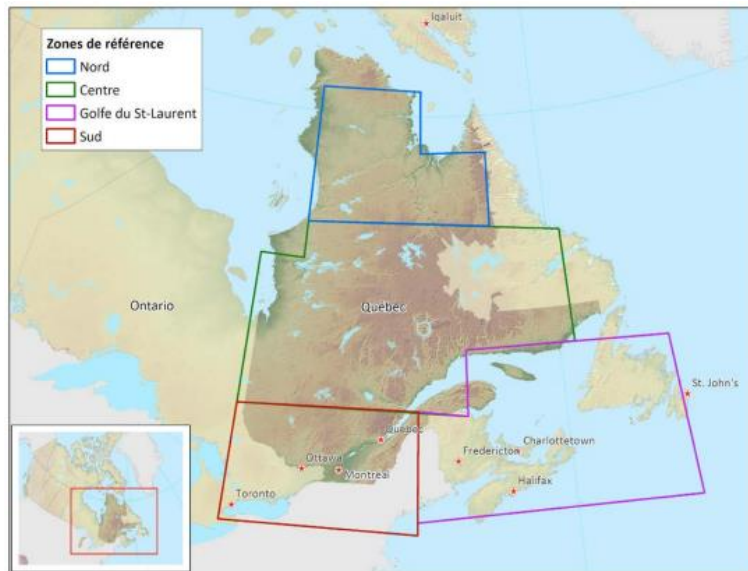 Zones de référence
Nord
Centre
Golfe du St-Laurent
Sud
Iqaluit
Ontario
Québec
St. John's
Québec
Ottawa
Montréal
Toronto
Fredericton
Charlottetown
Halifax